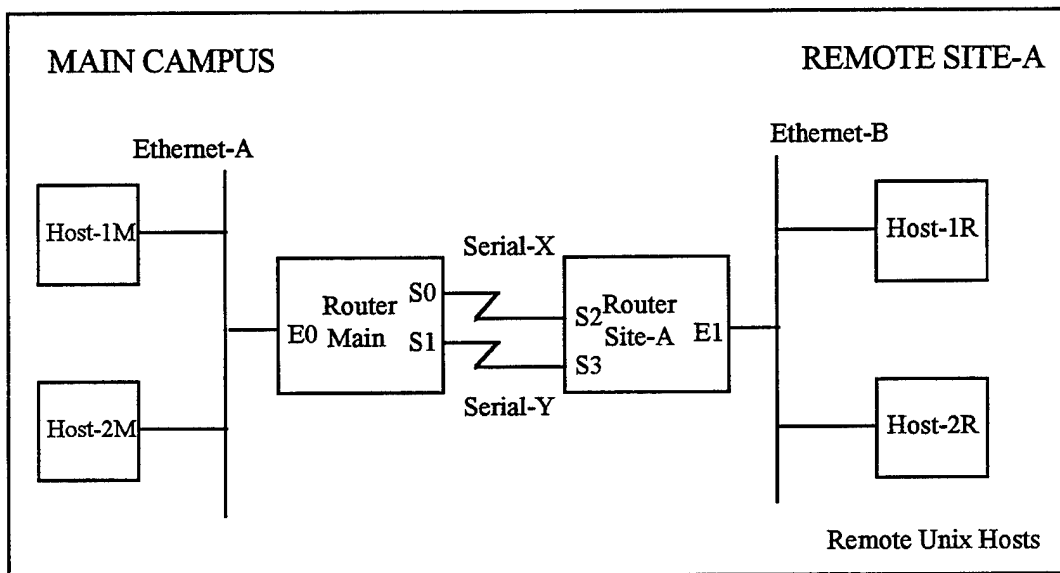 MAIN CAMPUS
REMOTE SITE-A
Ethernet-A
Ethernet-B
Host-1M
Host-1R
Serial-X
S0
Router
Main
S1
E0
S2
Router
Site-A
E1
S3
Serial-Y
Host-2M
Host-2R
Remote Unix Hosts